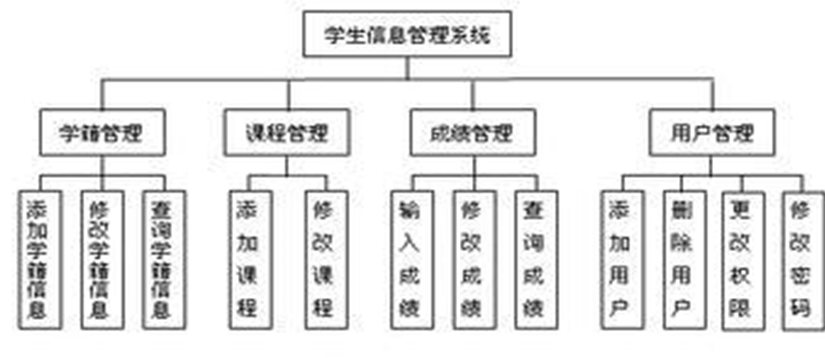 学生信息管理系统
学籍管理
课程管理
成绩管理
用户管理
添加学籍信息
修改学籍信息
查询学籍信息
添加课程
修改课程
输入成绩
修改成绩
查询成绩
添加用户
删除用户
更改权限
修改密码